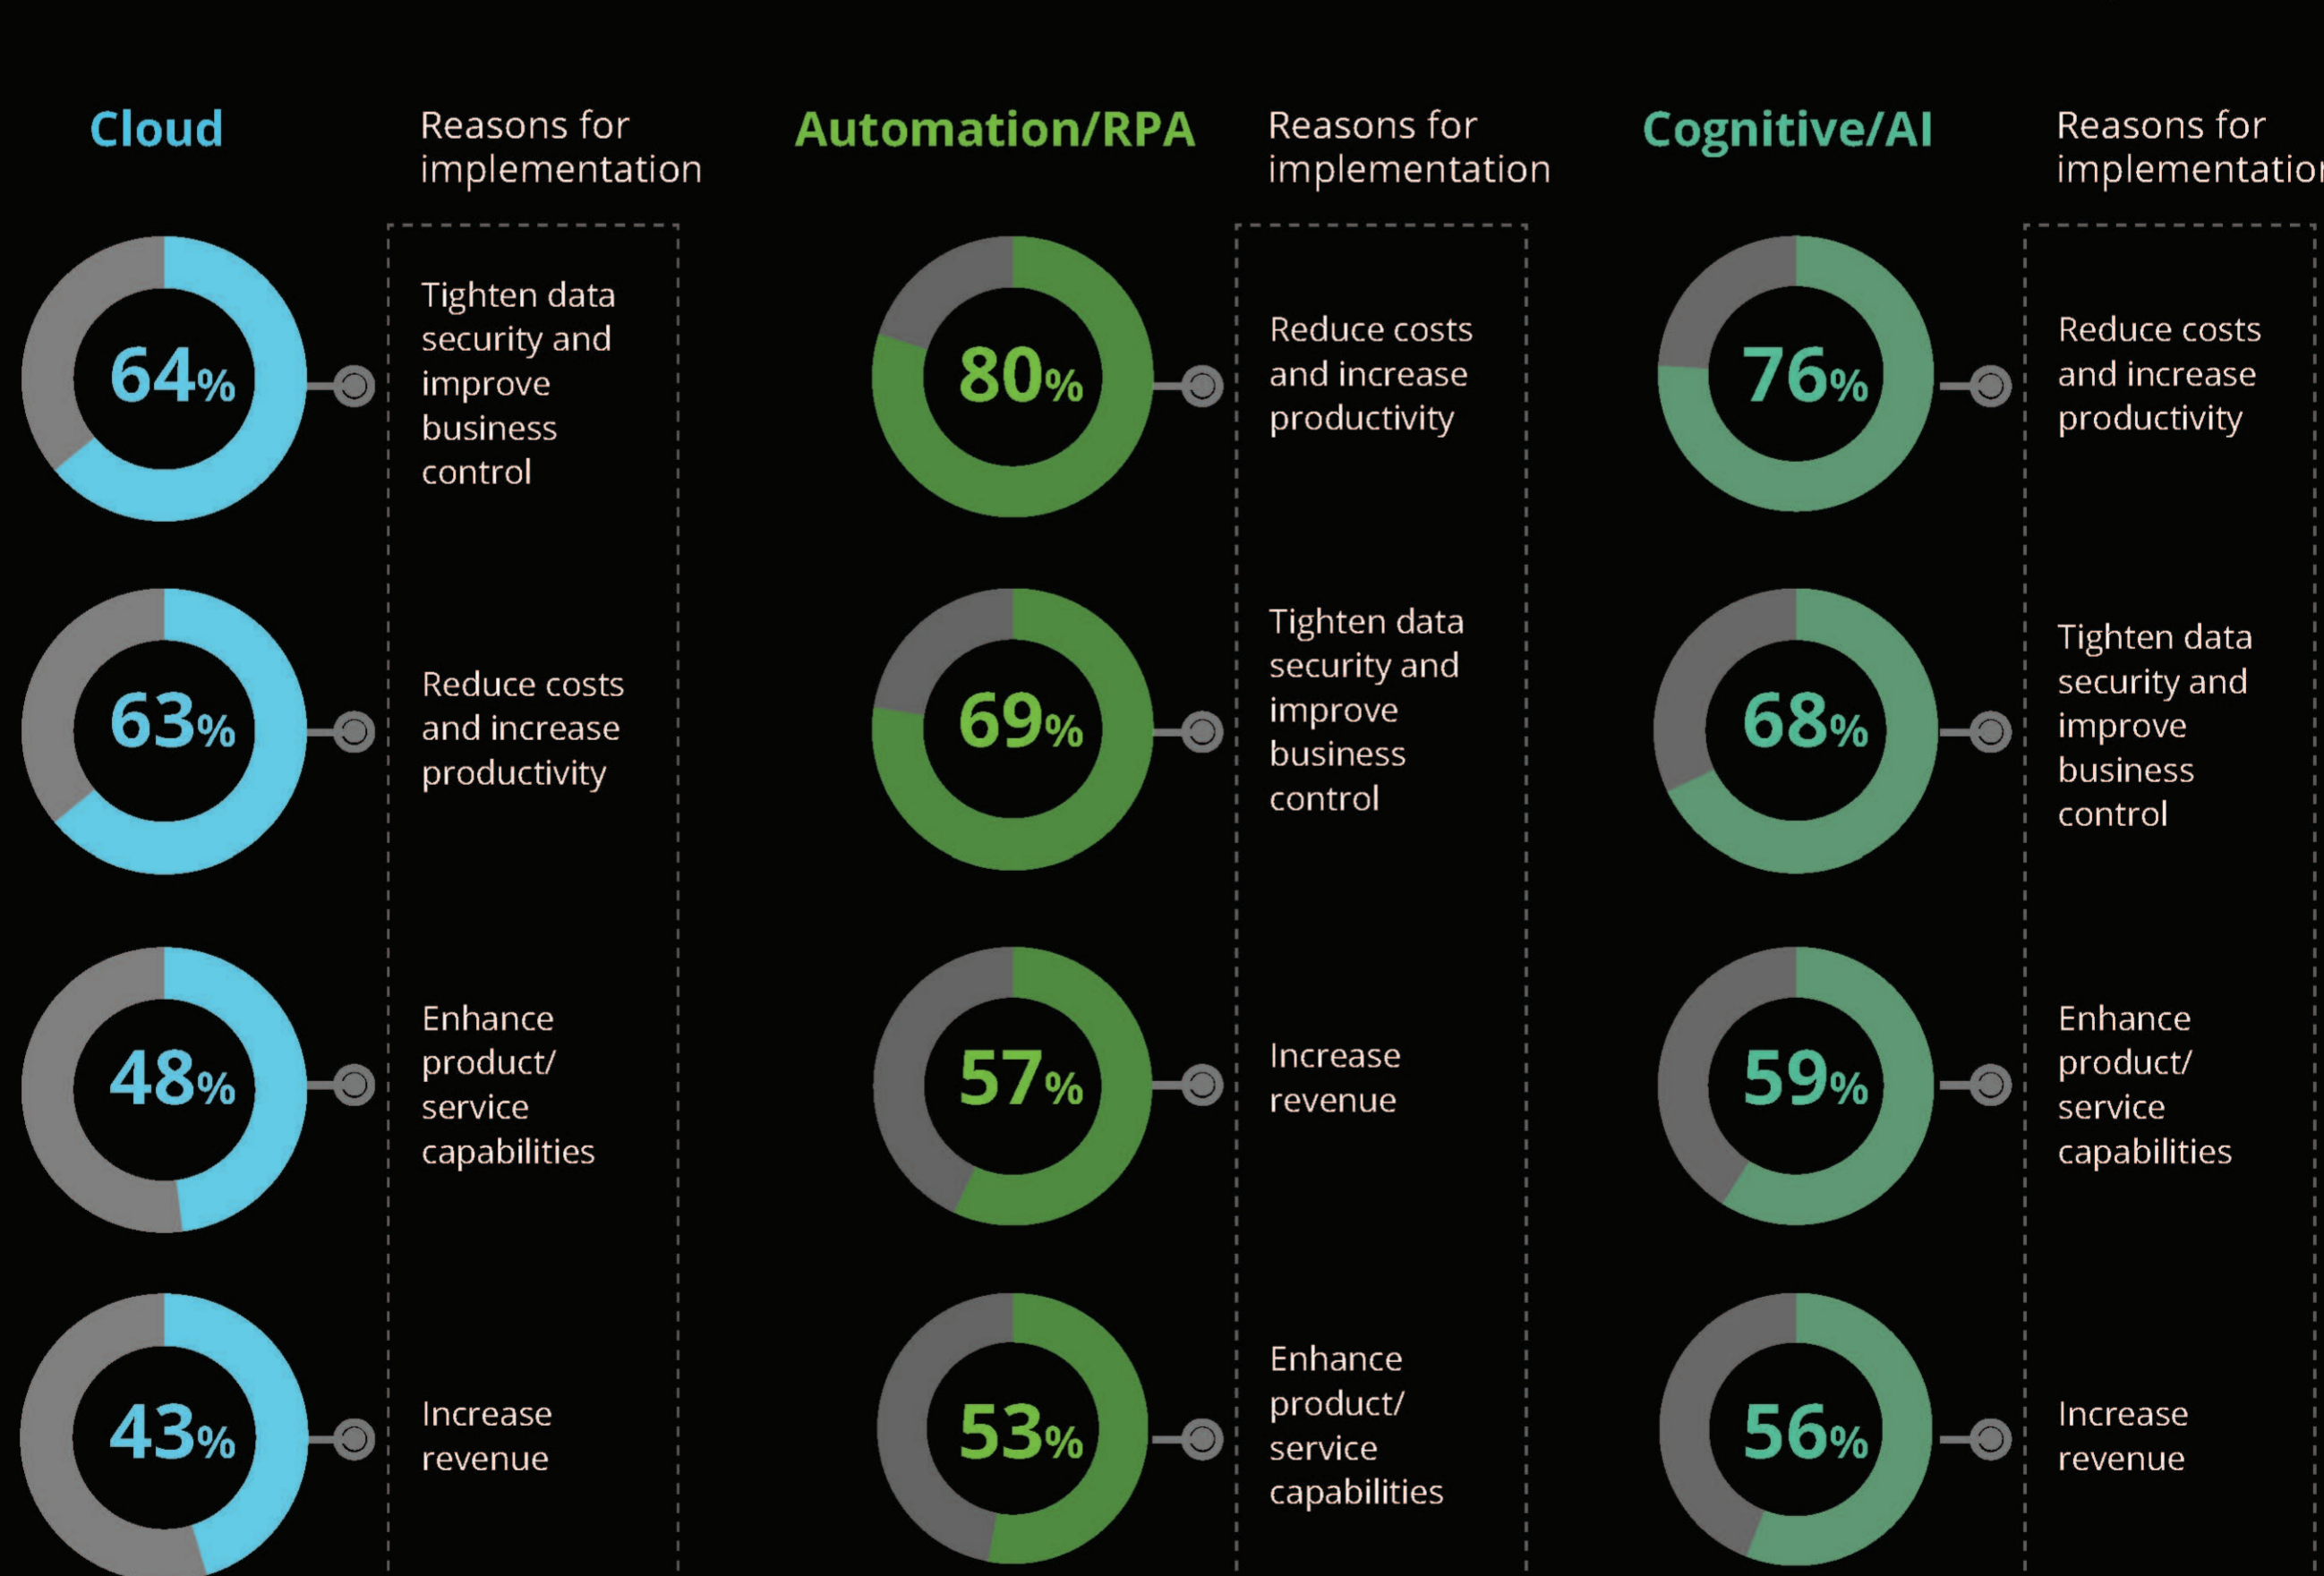 Cloud
Reasons for
implementation
64%
Tighten data
security and
improve
business
control
63%
Reduce costs
and increase
productivity
48%
Enhance
product/
service
capabilities
43%
Increase
revenue
Automation/RPA
Reasons for
implementation
80%
Reduce costs
and increase
productivity
69%
Tighten data
security and
improve
business
control
57%
Increase
revenue
53%
Enhance
product/
service
capabilities
Cognitive/AI
Reasons for
implementation
76%
Reduce costs
and increase
productivity
68%
Tighten data
security and
improve
business
control
59%
Enhance
product/
service
capabilities
56%
Increase
revenue